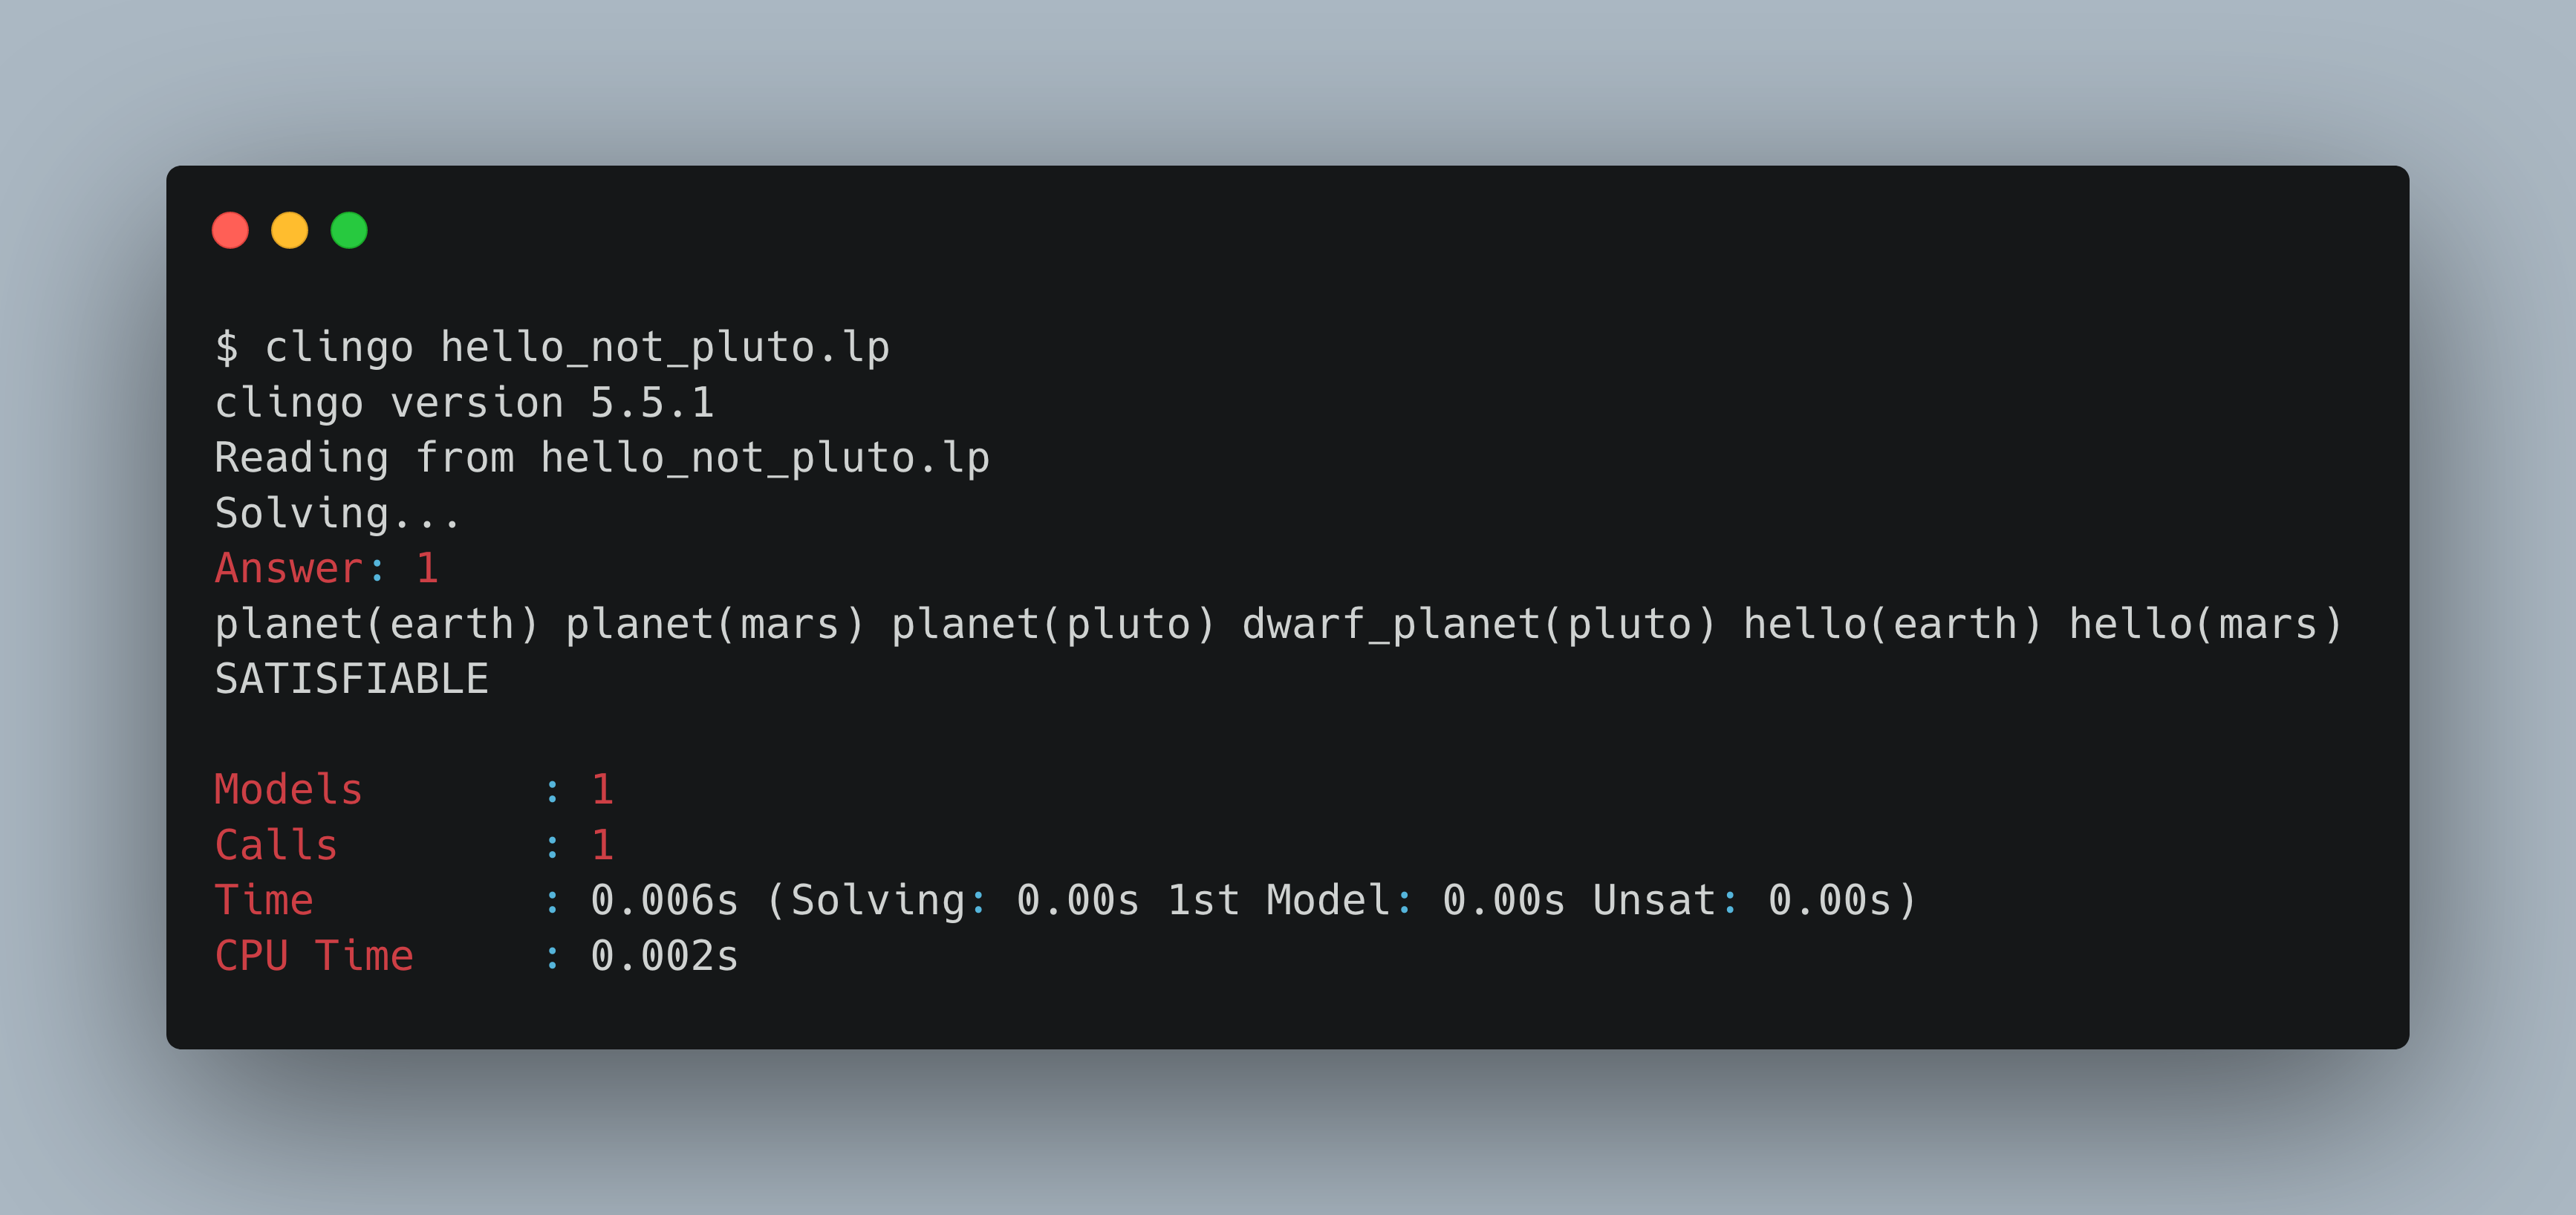 $ clingo hello_not_pluto.lp
clingo version 5.5.1
Reading from hello_not_pluto.lp
Solving...
Answer: 1
planet(earth) planet(mars) planet(pluto) dwarf_planet(pluto) hello(earth) hello(mars)
SATISFIABLE

Models       : 1
Calls        : 1
Time         : 0.006s (Solving: 0.00s 1st Model: 0.00s Unsat: 0.00s)
CPU Time     : 0.002s